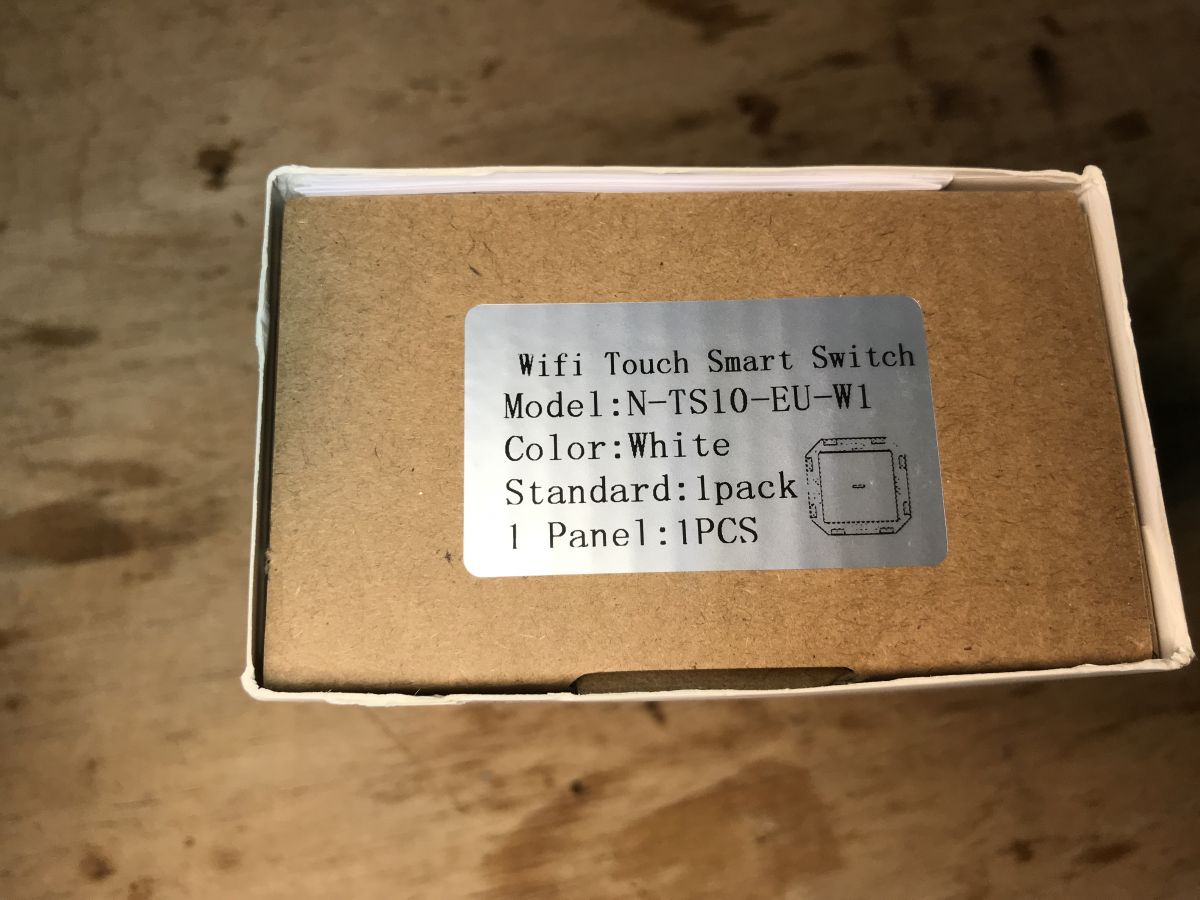 Wifi Touch Smart Switch
Model:N-TS10-EU-W1
Color:White
Standard:1pack
1 Panel:1PCS